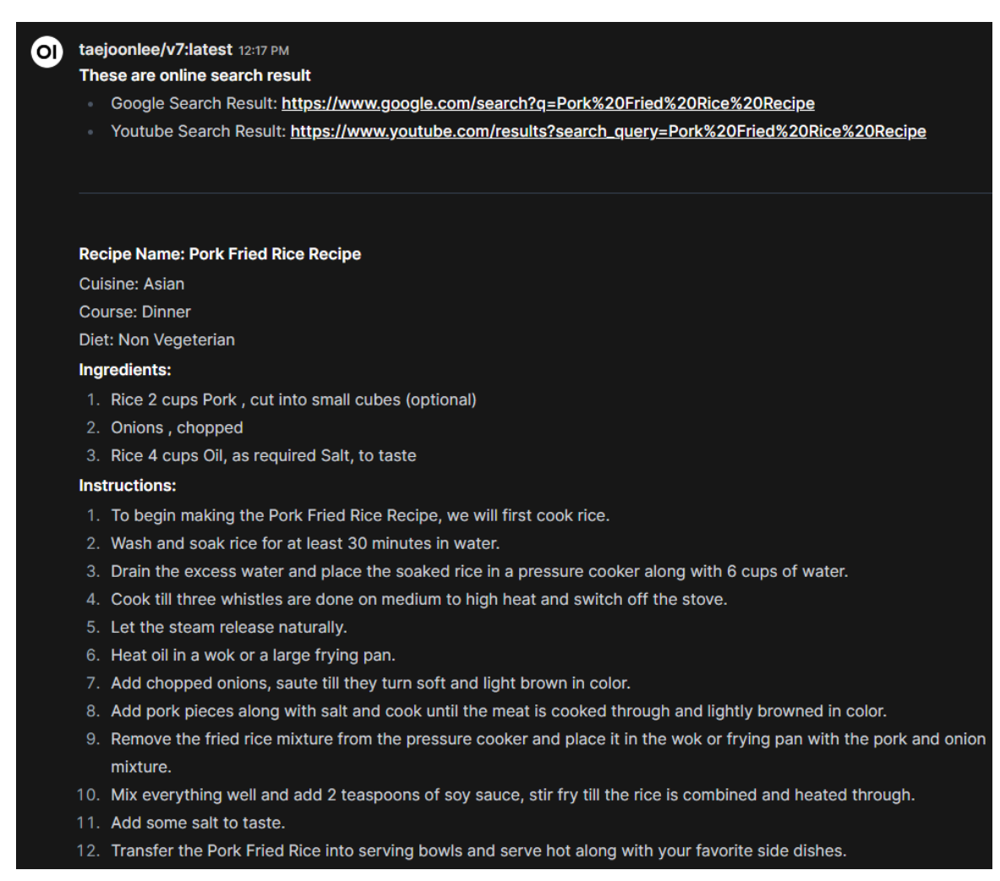 OI
taejoonlee/v7:latest 12:17 PM
These are online search result
• Google Search Result: https://www.google.com/search?q=Pork%20Fried%20Rice%20Recipe
• Youtube Search Result: https://www.youtube.com/results?search_query=Pork%20Fried%20Rice%20Recipe
Recipe Name: Pork Fried Rice Recipe
Cuisine: Asian
Course: Dinner
Diet: Non Vegeterian
Ingredients:
1. Rice 2 cups Pork , cut into small cubes (optional)
2. Onions , chopped
3. Rice 4 cups Oil, as required Salt, to taste
Instructions:
1. To begin making the Pork Fried Rice Recipe, we will first cook rice.
2. Wash and soak rice for at least 30 minutes in water.
3. Drain the excess water and place the soaked rice in a pressure cooker along with 6 cups of water.
4. Cook till three whistles are done on medium to high heat and switch off the stove.
5. Let the steam release naturally.
6. Heat oil in a wok or a large frying pan.
7. Add chopped onions, saute till they turn soft and light brown in color.
8. Add pork pieces along with salt and cook until the meat is cooked through and lightly browned in color.
9. Remove the fried rice mixture from the pressure cooker and place it in the wok or frying pan with the pork and onion
mixture.
10. Mix everything well and add 2 teaspoons of soy sauce, stir fry till the rice is combined and heated through.
11. Add some salt to taste.
12. Transfer the Pork Fried Rice into serving bowls and serve hot along with your favorite side dishes.